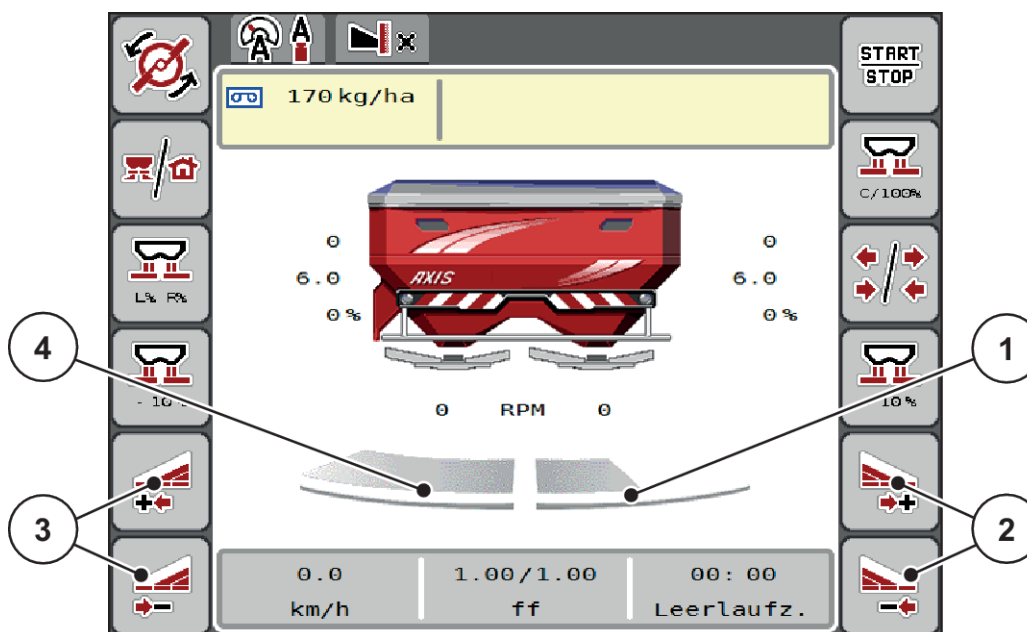 A A
START
STOP
170 kg/ha
C/100%
0 0
6.0 AXIS 6.0
L% R%
0% 0%
4
1
- 10 %
10 %
0 RPM 0
3
2
0.0 1.00/1.00 00:00
km/h ff Leerlaufz.